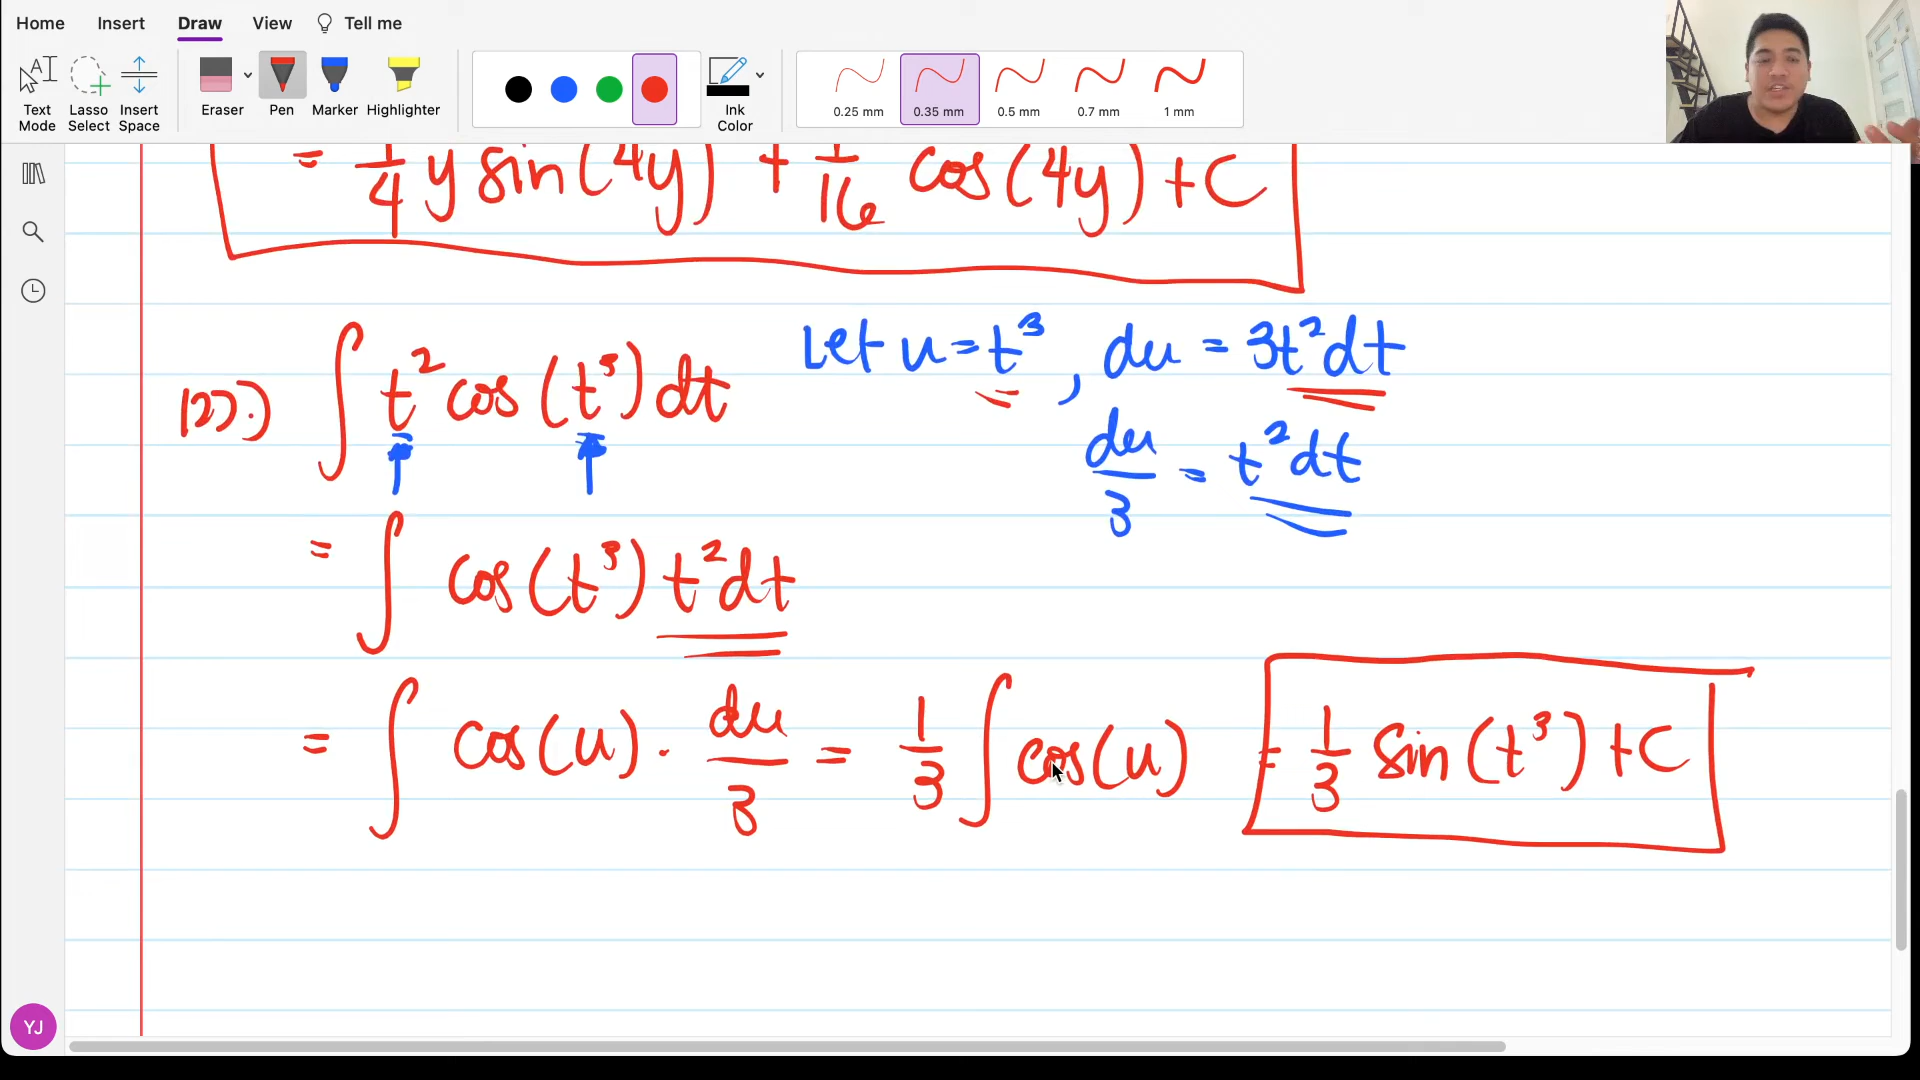 Home Insert Draw View Tell me
Text Mode Lasso Select Insert Space Eraser Pen Marker Highlighter Ink Color 0.25 mm 0.35 mm 0.5 mm 0.7 mm 1 mm
= 1/4 y sin(4y) + 1/16 cos(4y) + C
12).) ∫ t² cos(t³) dt
Let u = t³, du = 3t²dt
du/3 = t²dt
= ∫ cos(t³) t²dt
= ∫ cos(u) · du/3 = 1/3 ∫ cos(u) = 1/3 sin(t³) + C
YJ